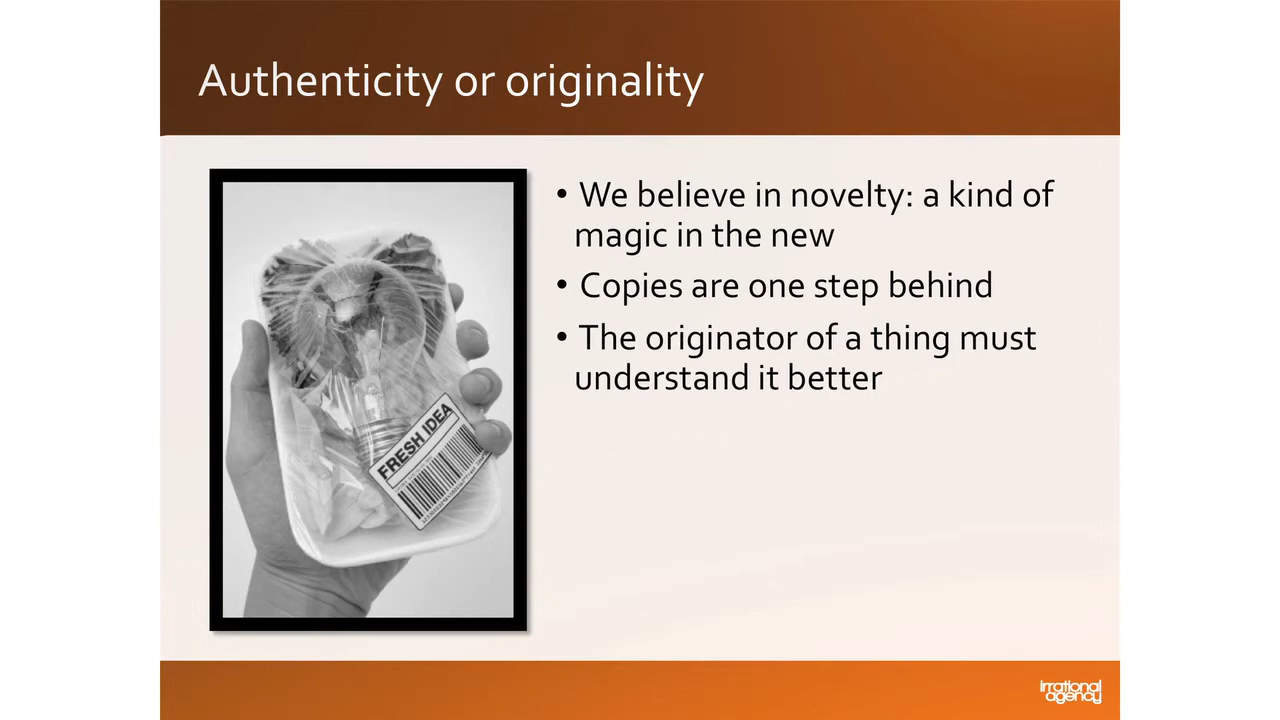 Authenticity or originality
• We believe in novelty: a kind of
magic in the new
• Copies are one step behind
• The originator of a thing must
understand it better
FRESH IDEA
irrational
agency